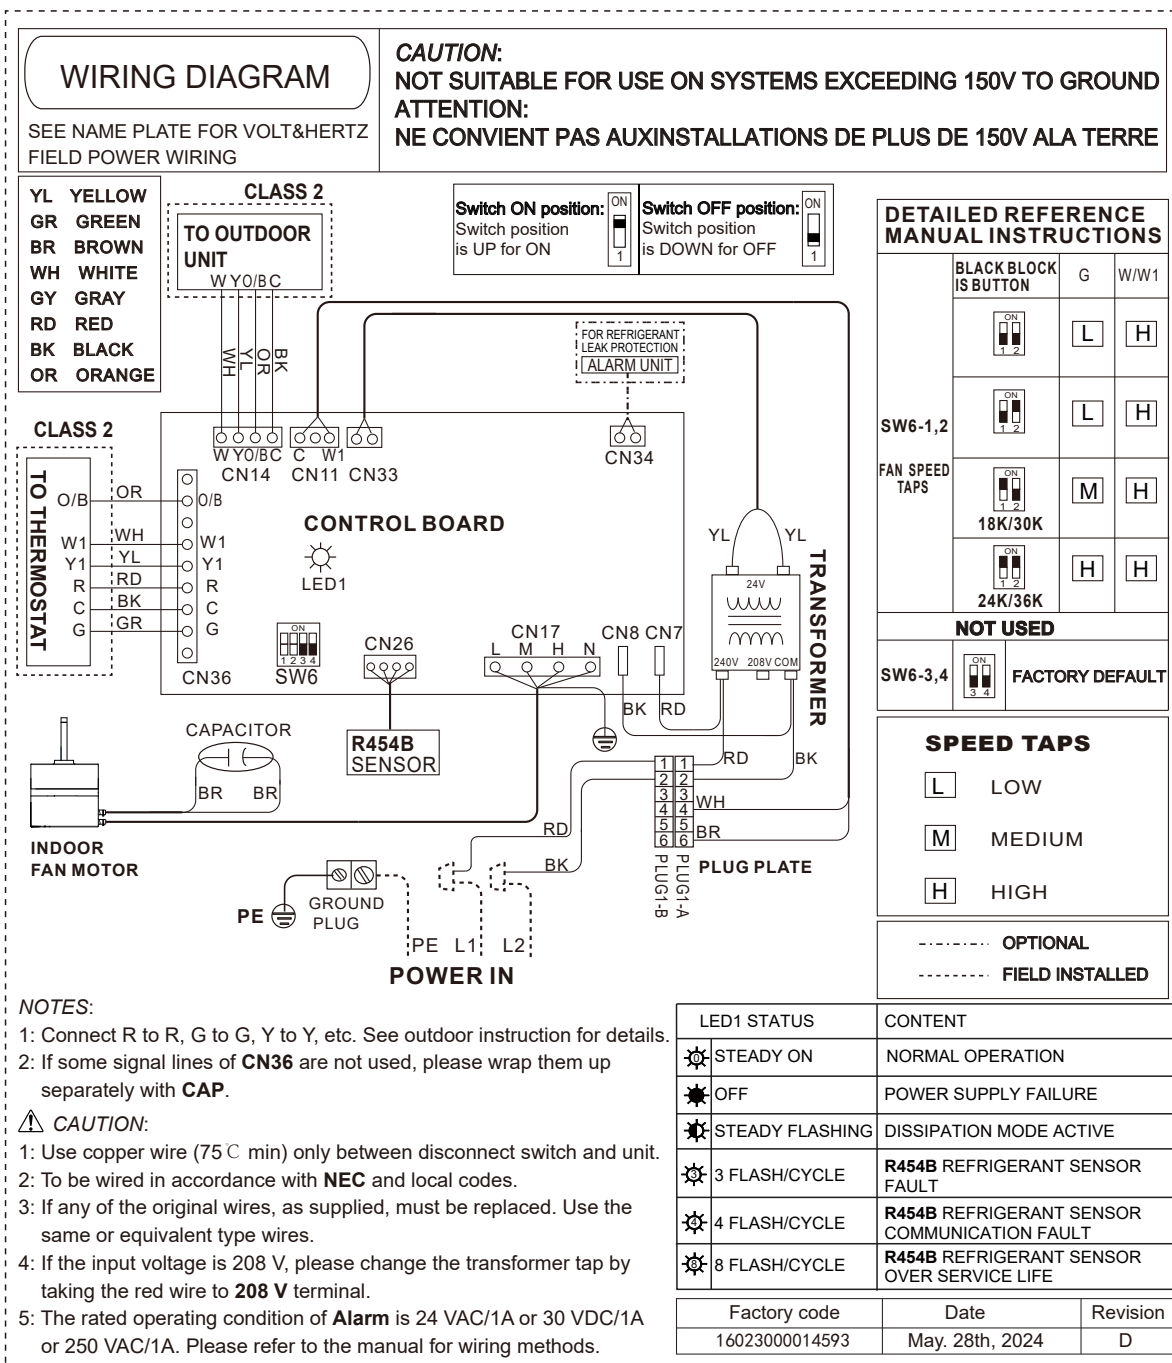 WIRING DIAGRAM
SEE NAME PLATE FOR VOLT&HERTZ
FIELD POWER WIRING
CAUTION:
NOT SUITABLE FOR USE ON SYSTEMS EXCEEDING 150V TO GROUND
ATTENTION:
NE CONVIENT PAS AUXINSTALLATIONS DE PLUS DE 150V ALA TERRE
YL YELLOW
GR GREEN
BR BROWN
WH WHITE
GY GRAY
RD RED
BK BLACK
OR ORANGE
CLASS 2
TO OUTDOOR
UNIT
W Y O/B C
WH YL OR BK
Switch ON position:
Switch position
is UP for ON
ON
1
Switch OFF position:
Switch position
is DOWN for OFF
ON
1
FOR REFRIGERANT
LEAK PROTECTION
ALARM UNIT
CLASS 2
TO THERMOSTAT
O/B OR O/B
W1 WH W1
Y1 YL Y1
R RD R
C BK C
G GR G
CN36
W Y O/B C
CN14
C W1
CN11
CN33
CN34
CONTROL BOARD
LED1
ON
1 2 3 4
SW6
CN26
CN17
L M H N
CN8 CN7
BK RD
YL YL
24V
240V 208V COM
TRANSFORMER
R454B
SENSOR
CAPACITOR
BR BR
INDOOR
FAN MOTOR
RD BK
1 1
2 2
3 3
4 4
5 5
6 6
WH
BR
PLUG1-B PLUG1-A
PLUG PLATE
RD
BK
GROUND
PLUG
PE
PE L1 L2
POWER IN
DETAILED REFERENCE
MANUAL INSTRUCTIONS
BLACK BLOCK
IS BUTTON
G W/W1
SW6-1,2
FAN SPEED
TAPS
ON
1 2
L H
ON
1 2
L H
ON
1 2
18K/30K
M H
ON
1 2
24K/36K
H H
NOT USED
SW6-3,4
ON
3 4
FACTORY DEFAULT
SPEED TAPS
L LOW
M MEDIUM
H HIGH
OPTIONAL
FIELD INSTALLED
NOTES:
1: Connect R to R, G to G, Y to Y, etc. See outdoor instruction for details.
2: If some signal lines of CN36 are not used, please wrap them up
separately with CAP.
CAUTION:
1: Use copper wire (75℃ min) only between disconnect switch and unit.
2: To be wired in accordance with NEC and local codes.
3: If any of the original wires, as supplied, must be replaced. Use the
same or equivalent type wires.
4: If the input voltage is 208 V, please change the transformer tap by
taking the red wire to 208 V terminal.
5: The rated operating condition of Alarm is 24 VAC/1A or 30 VDC/1A
or 250 VAC/1A. Please refer to the manual for wiring methods.
LED1 STATUS CONTENT
0 STEADY ON NORMAL OPERATION
OFF POWER SUPPLY FAILURE
STEADY FLASHING DISSIPATION MODE ACTIVE
3 3 FLASH/CYCLE R454B REFRIGERANT SENSOR
FAULT
4 4 FLASH/CYCLE R454B REFRIGERANT SENSOR
COMMUNICATION FAULT
8 8 FLASH/CYCLE R454B REFRIGERANT SENSOR
OVER SERVICE LIFE
Factory code Date Revision
16023000014593 May. 28th, 2024 D